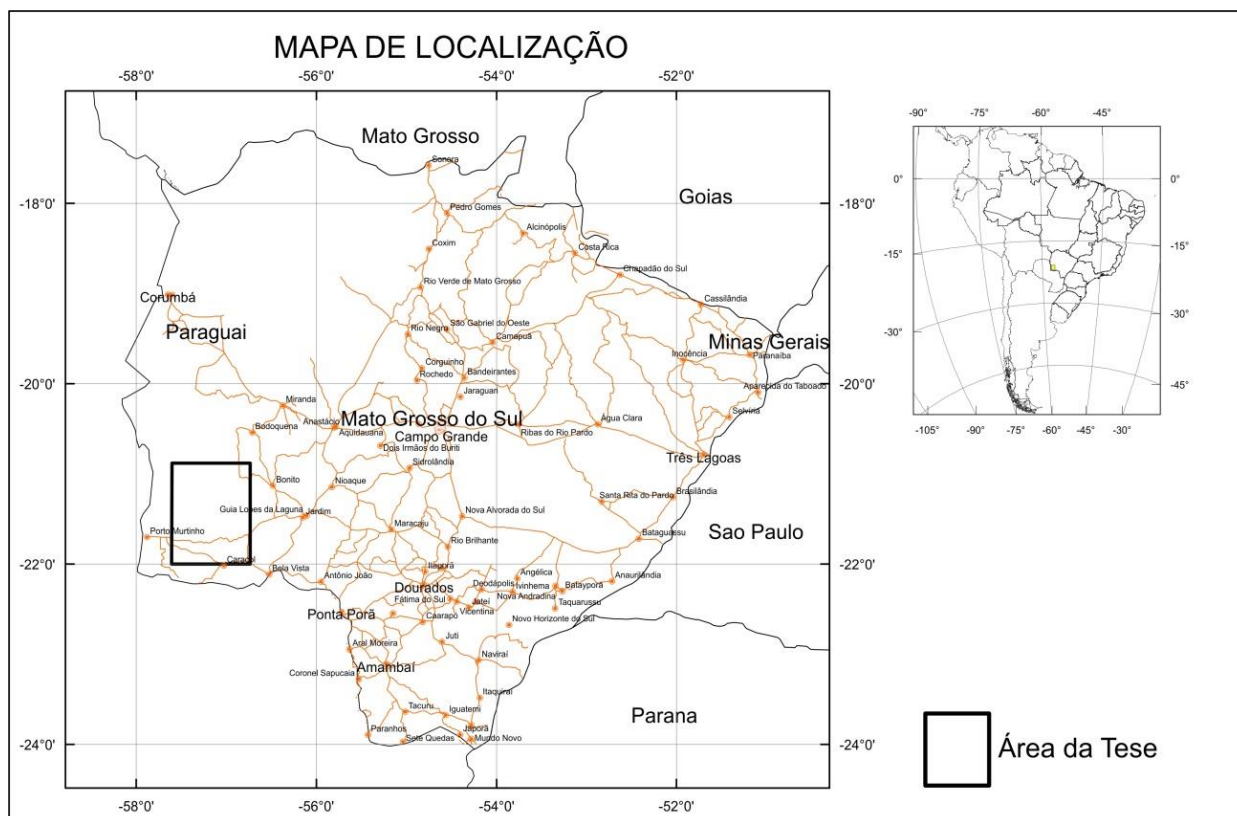 MAPA DE LOCALIZAÇÃO
-58°0'
-56°0'
-54°0'
-52°0'
-90°
-75°
-60°
-45°
Mato Grosso
Sonora
Goias
0°
0°
-18°0'
-18°0'
Pedro Gomes
Alcinópolis
Coxim
Costa Rica
-15°
-15°
Chapadão do Sul
Rio Verde de Mato Grosso
Corumbá
Cassilândia
Paraguai
São Gabriel do Oeste
Rio Negro
Camapuã
Minas Gerais
-30°
-30°
Inocência
Paranaíba
Corguinho
Rochedo
Bandeirantes
-20°0'
-20°0'
Aparecida do Taboado
-45°
Jaraguari
Miranda
Selvíria
-105°
-75°
-60°
-30°
Anastácio
Mato Grosso do Sul
Água Clara
Bodoquena
Aquidauana
Campo Grande
Ribas do Rio Pardo
Dois Irmãos do Buriti
Três Lagoas
Sidrolândia
Bonito
Nioaque
Santa Rita do Pardo
Brasilândia
Guia Lopes da Laguna
Jardim
Nova Alvorada do Sul
Maracaju
Porto Murtinho
Rio Brilhante
Bataguassu
Sao Paulo
-22°0'
-22°0'
Caracol
Bela Vista
Itaporã
Angélica
Antônio João
Dourados
Deodápolis
Ivinhema
Bataypora
Anaurilândia
Fátima do Sul
Jateí
Nova Andradina
Vicentina
Taquarussu
Ponta Porã
Caarapó
Novo Horizonte do Sul
Aral Moreira
Juti
Amambaí
Naviraí
Coronel Sapucaia
Itaquiraí
Tacuru
Iguatemi
Parana
Paranhos
Japorã
Sete Quedas
Mundo Novo
-24°0'
-24°0'
Área da Tese
-58°0'
-56°0'
-54°0'
-52°0'